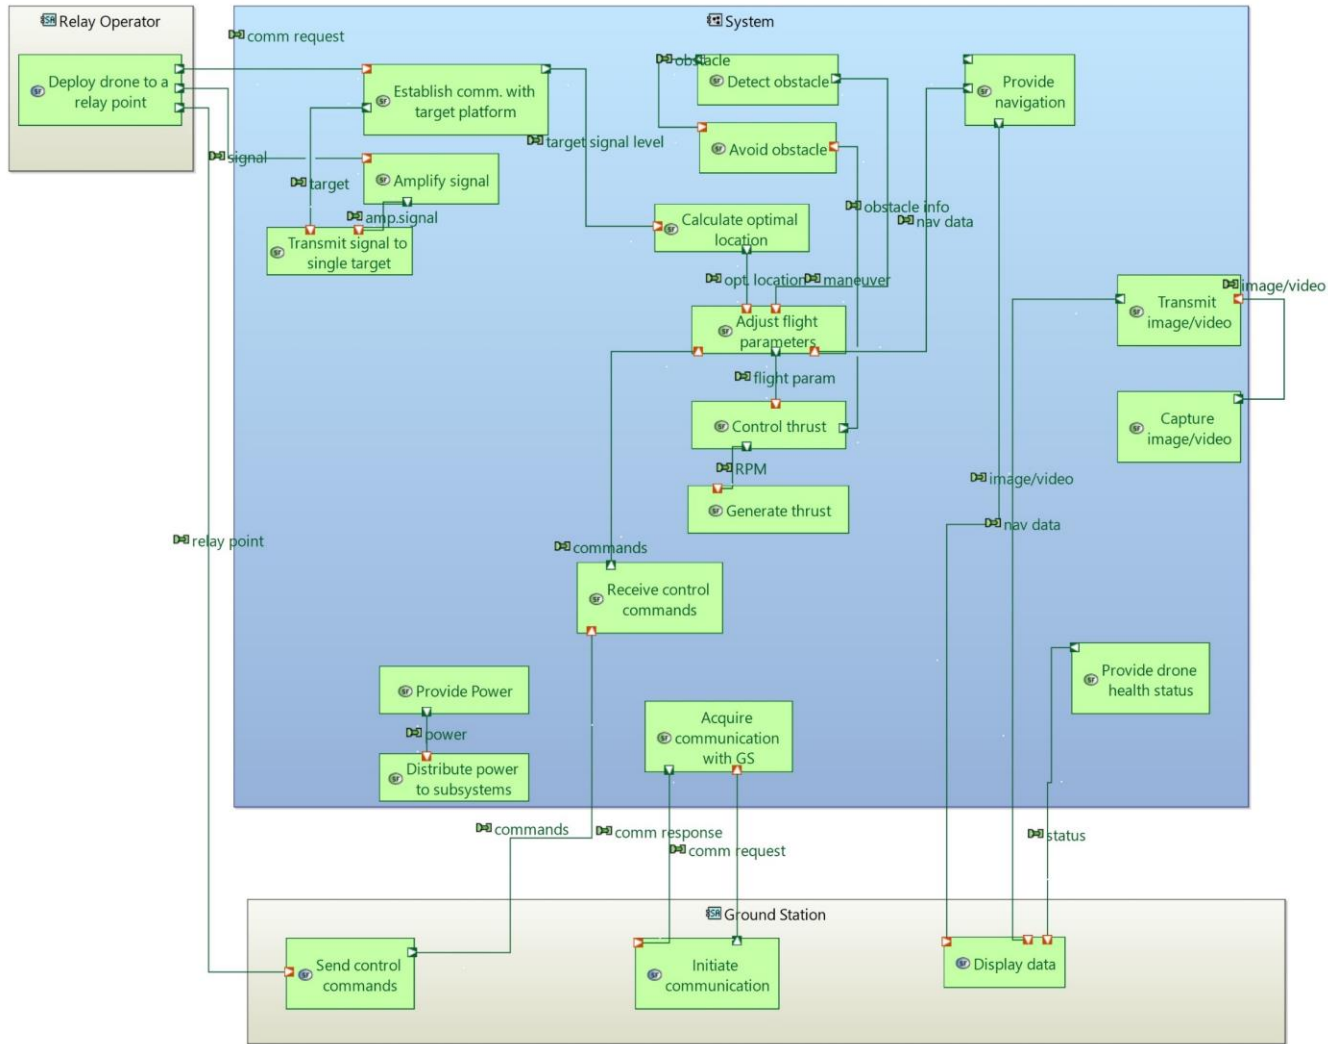 Relay Operator
System
comm request
Deploy drone to a
relay point
Establish comm. with
target platform
obstacle
Detect obstacle
Provide
navigation
target signal level
Avoid obstacle
signal
target
Amplify signal
amp.signal
Transmit signal to
single target
Calculate optimal
location
obstacle info
nav data
opt. location
maneuver
Adjust flight
parameters
image/video
Transmit
image/video
flight param
Control thrust
Capture
image/video
RPM
Generate thrust
image/video
nav data
relay point
commands
Receive control
commands
Provide Power
power
Distribute power
to subsystems
Acquire
communication
with GS
Provide drone
health status
commands
comm response
comm request
status
Ground Station
Send control
commands
Initiate
communication
Display data